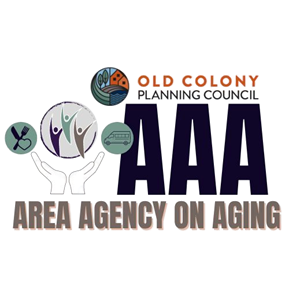 OLD COLONY
PLANNING COUNCIL
AAA
AREA AGENCY ON AGING